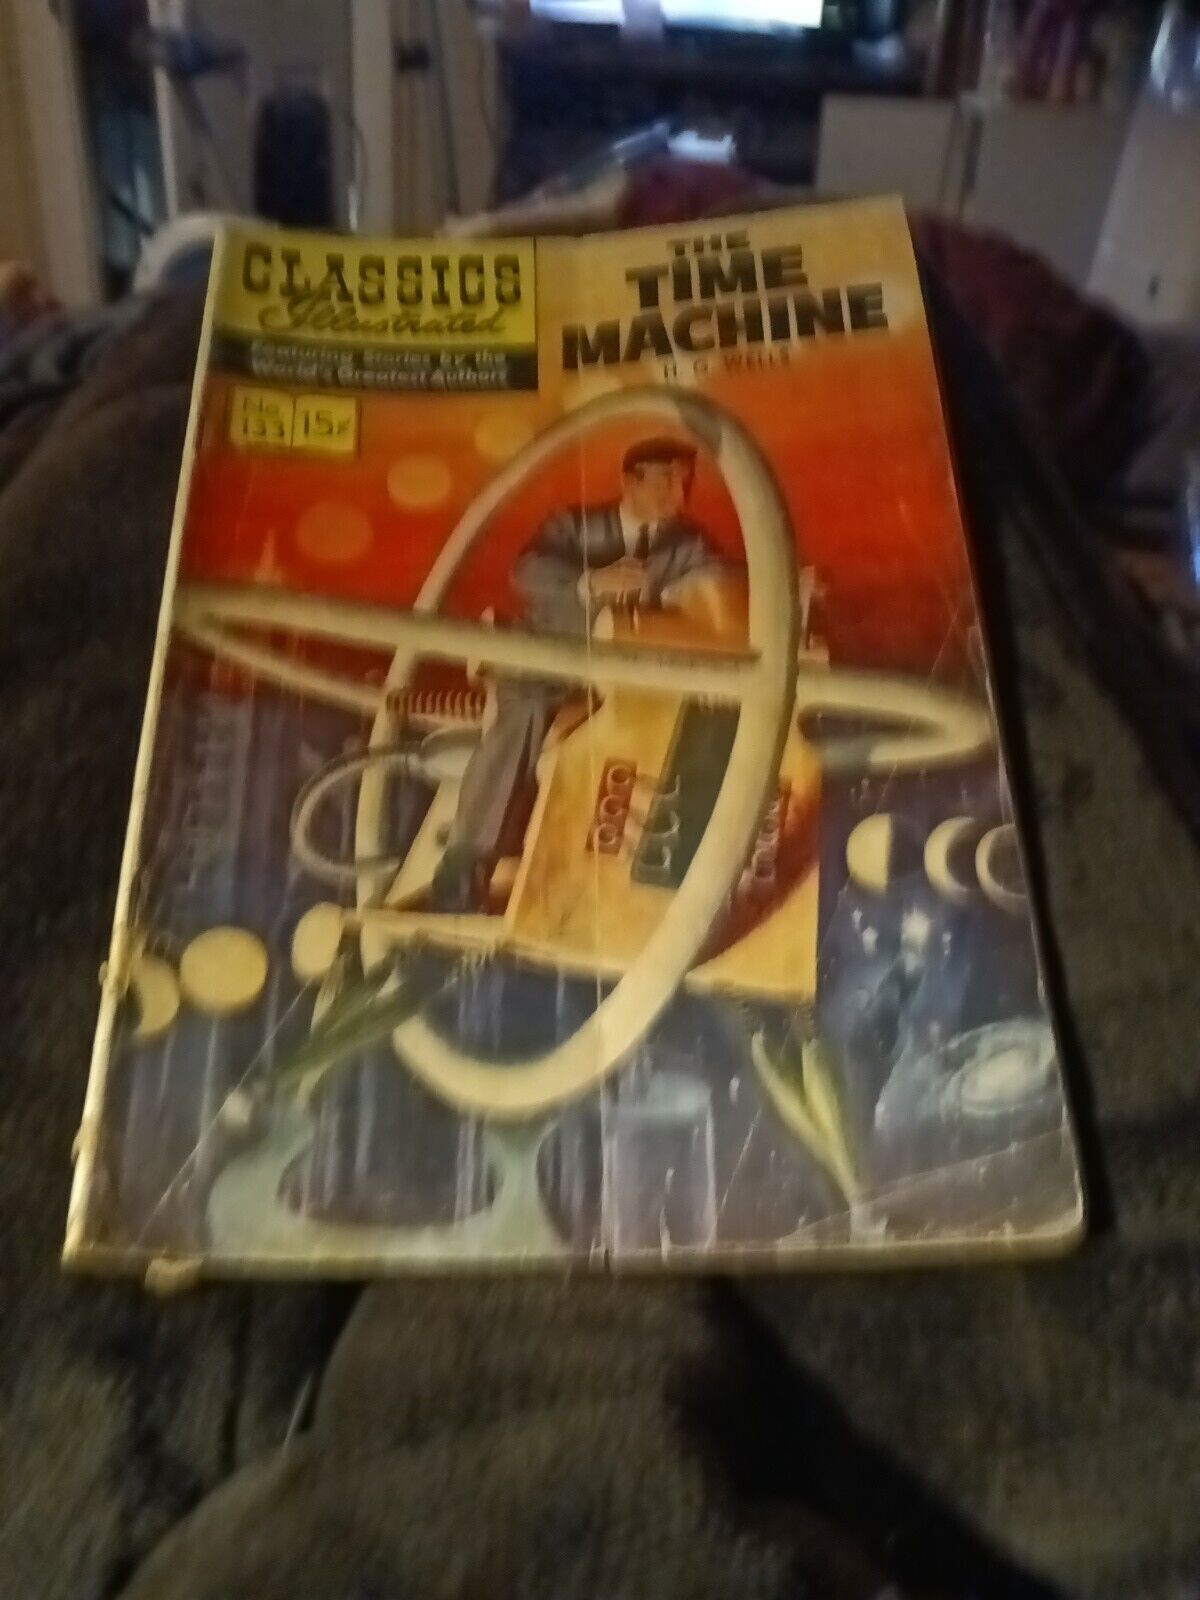 CLASSICS
Illustrated
Featuring Stories by the
World's Greatest Authors
No. 133
15¢
THE
TIME
MACHINE
H. G. WELLS